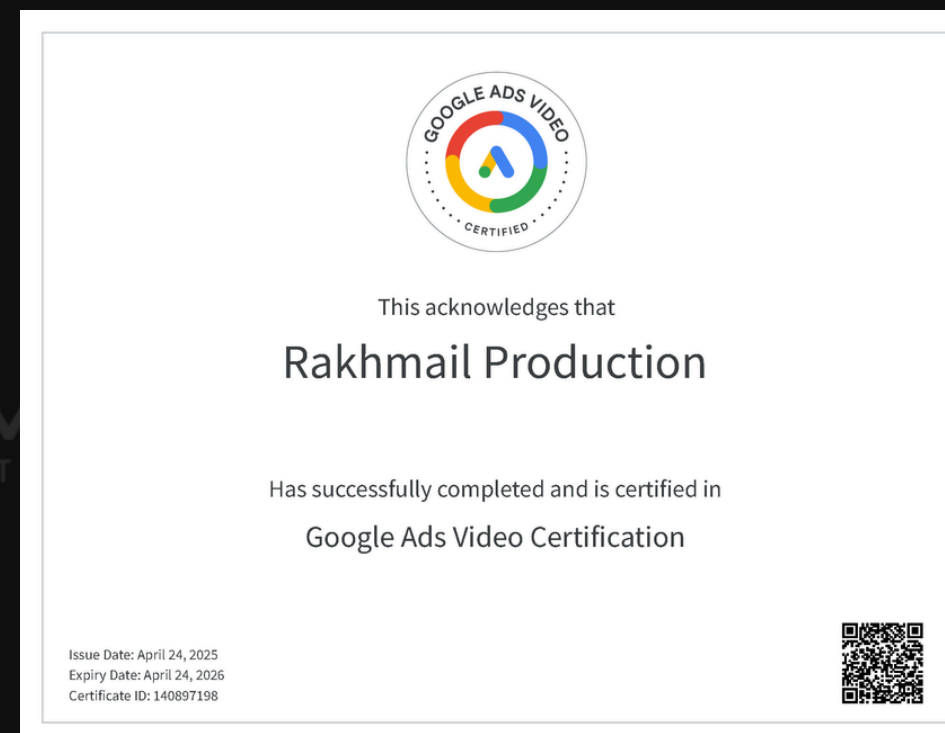 GOOGLE ADS VIDEO
CERTIFIED
This acknowledges that
Rakhmail Production
Has successfully completed and is certified in
Google Ads Video Certification
Issue Date: April 24, 2025
Expiry Date: April 24, 2026
Certificate ID: 140897198